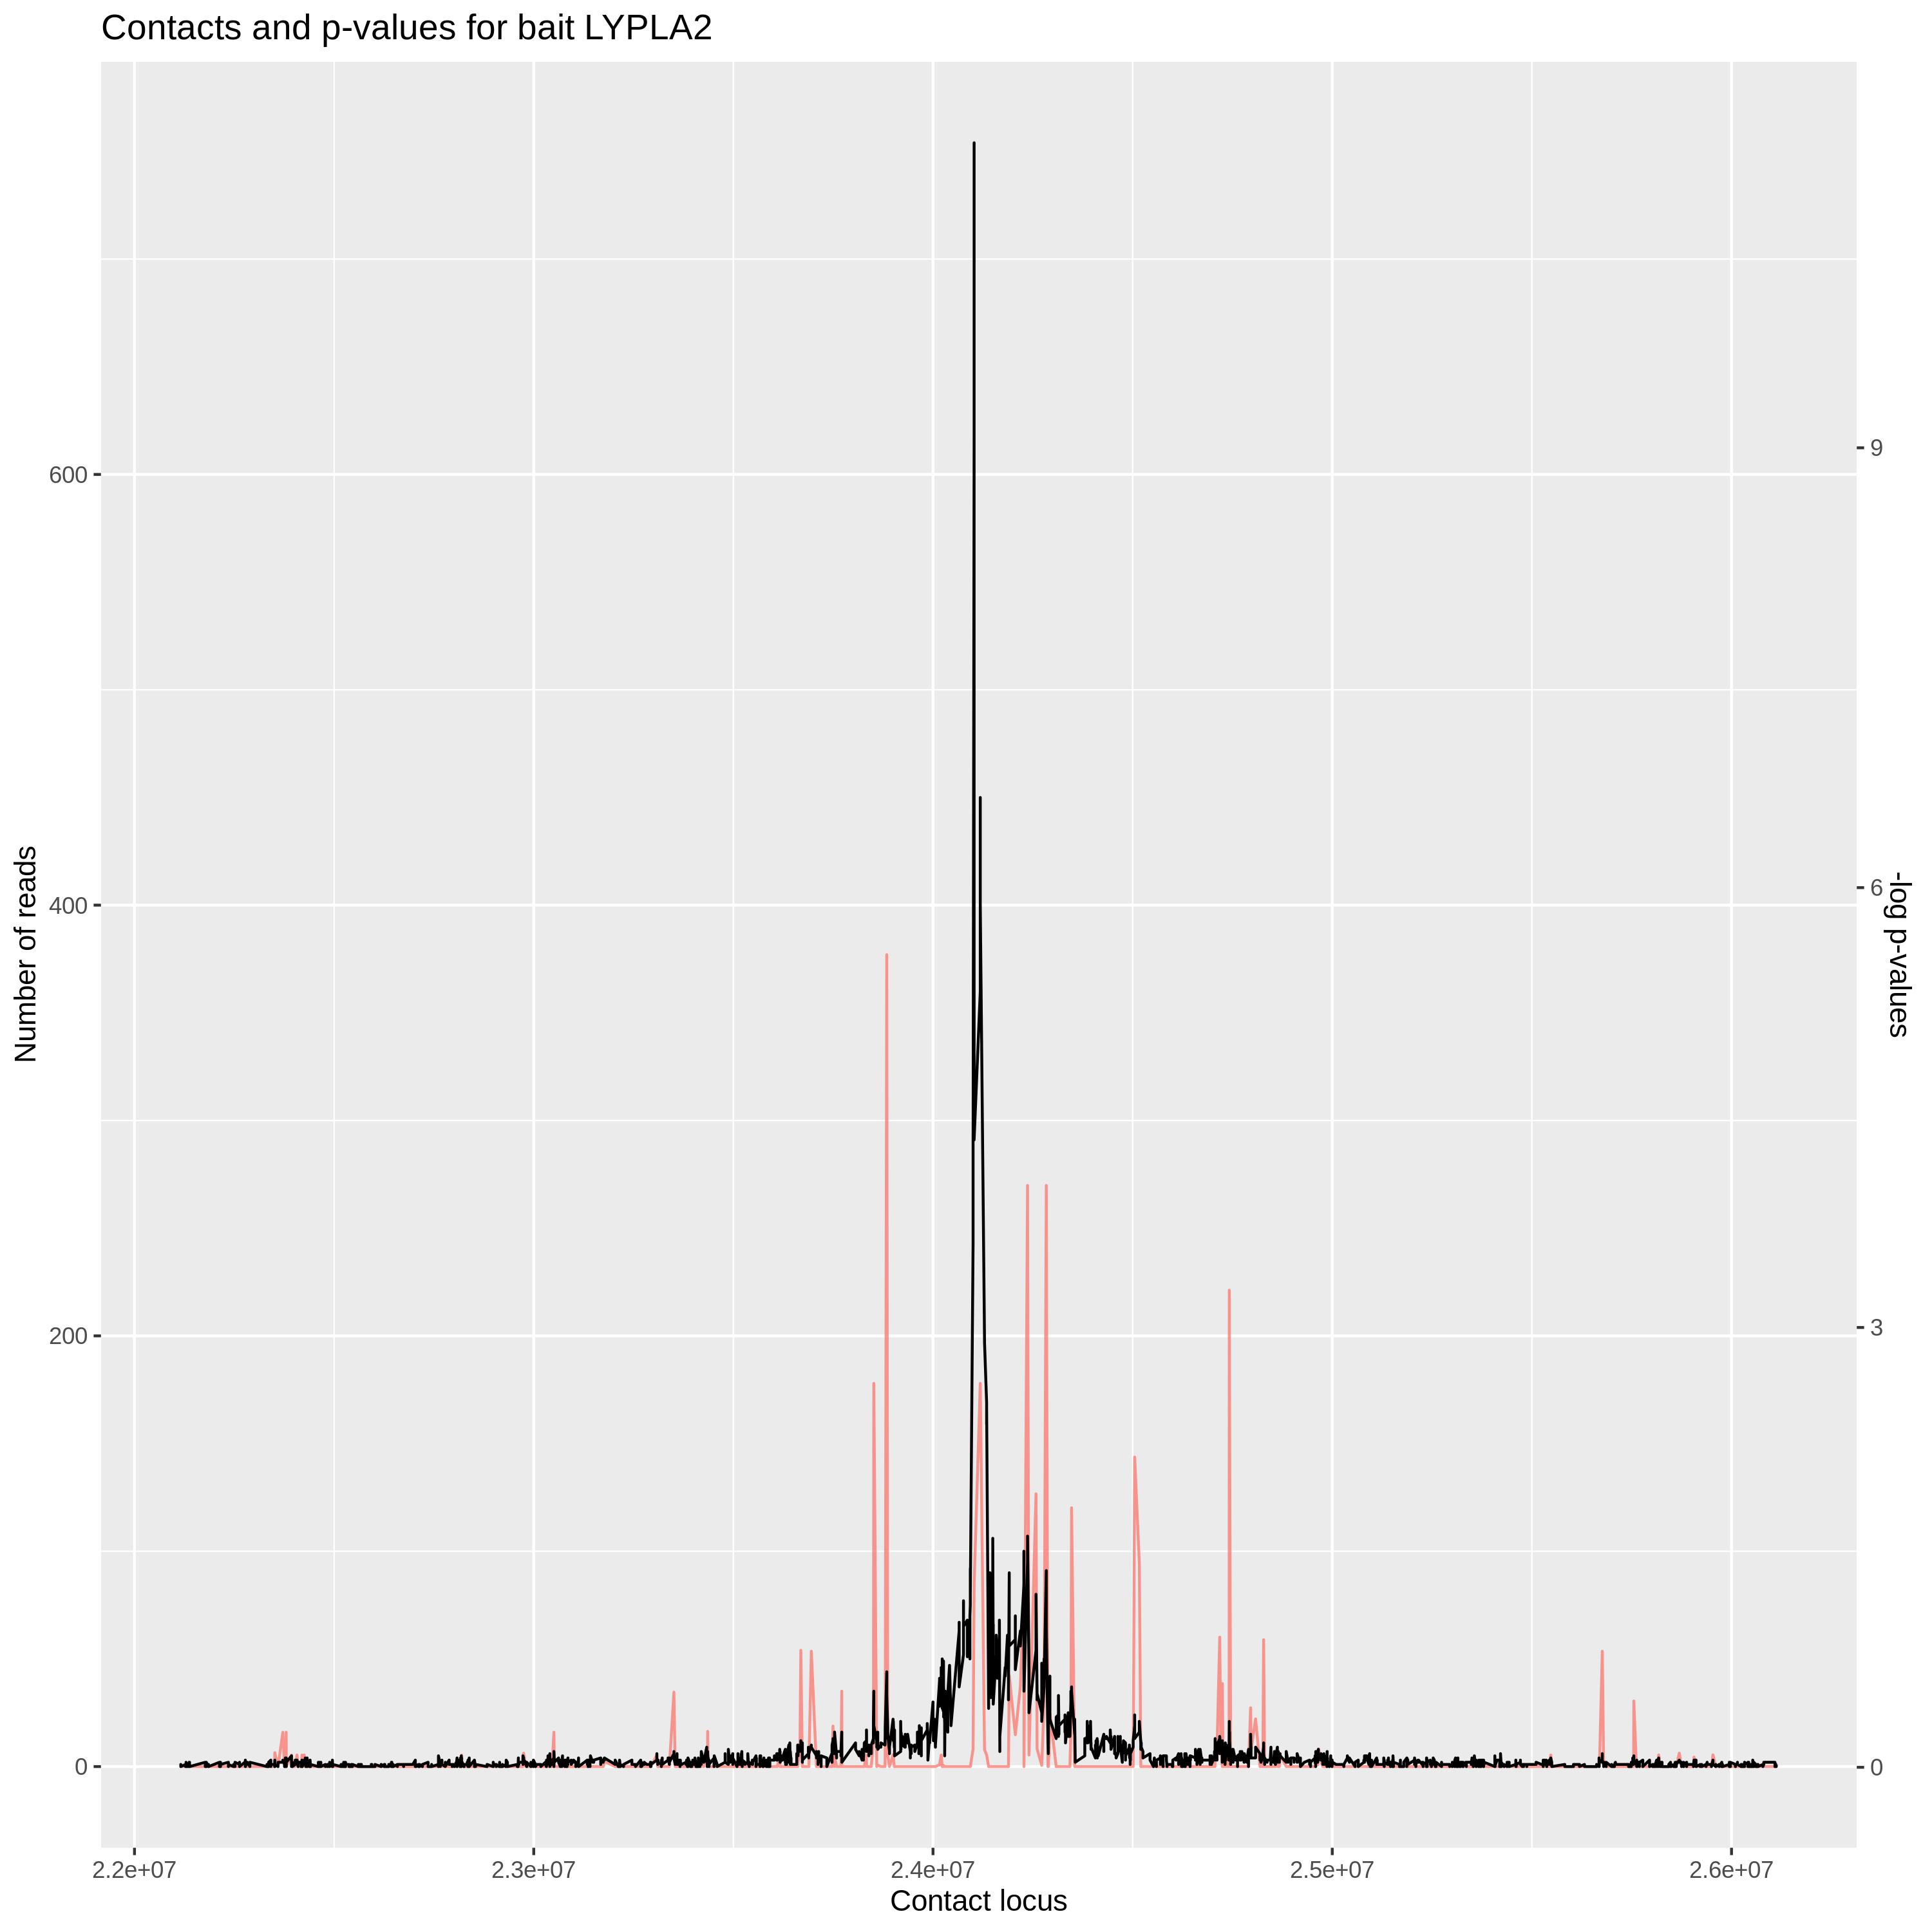 Contacts and p-values for bait LYPLA2
600
400
200
0
Number of reads
9
6
3
0
-log p-values
2.2e+07
2.3e+07
2.4e+07
2.5e+07
2.6e+07
Contact locus